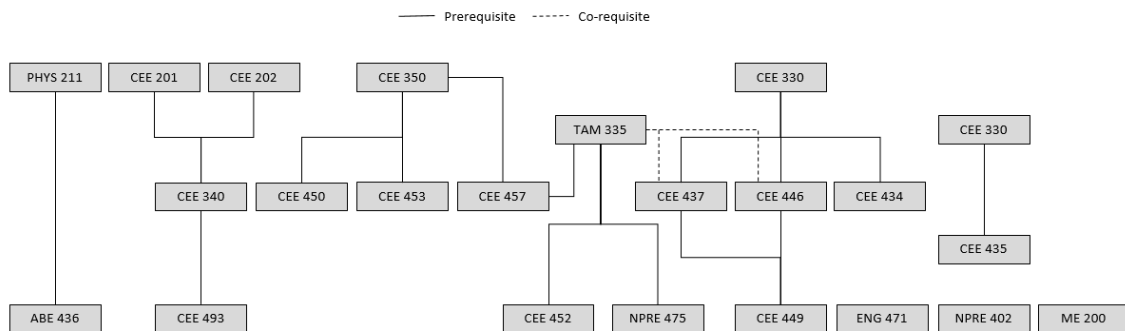 Prerequisite Co-requisite
PHYS 211 CEE 201 CEE 202 CEE 350 CEE 330
TAM 335 CEE 330
CEE 340 CEE 450 CEE 453 CEE 457 CEE 437 CEE 446 CEE 434
CEE 435
ABE 436 CEE 493 CEE 452 NPRE 475 CEE 449 ENG 471 NPRE 402 ME 200